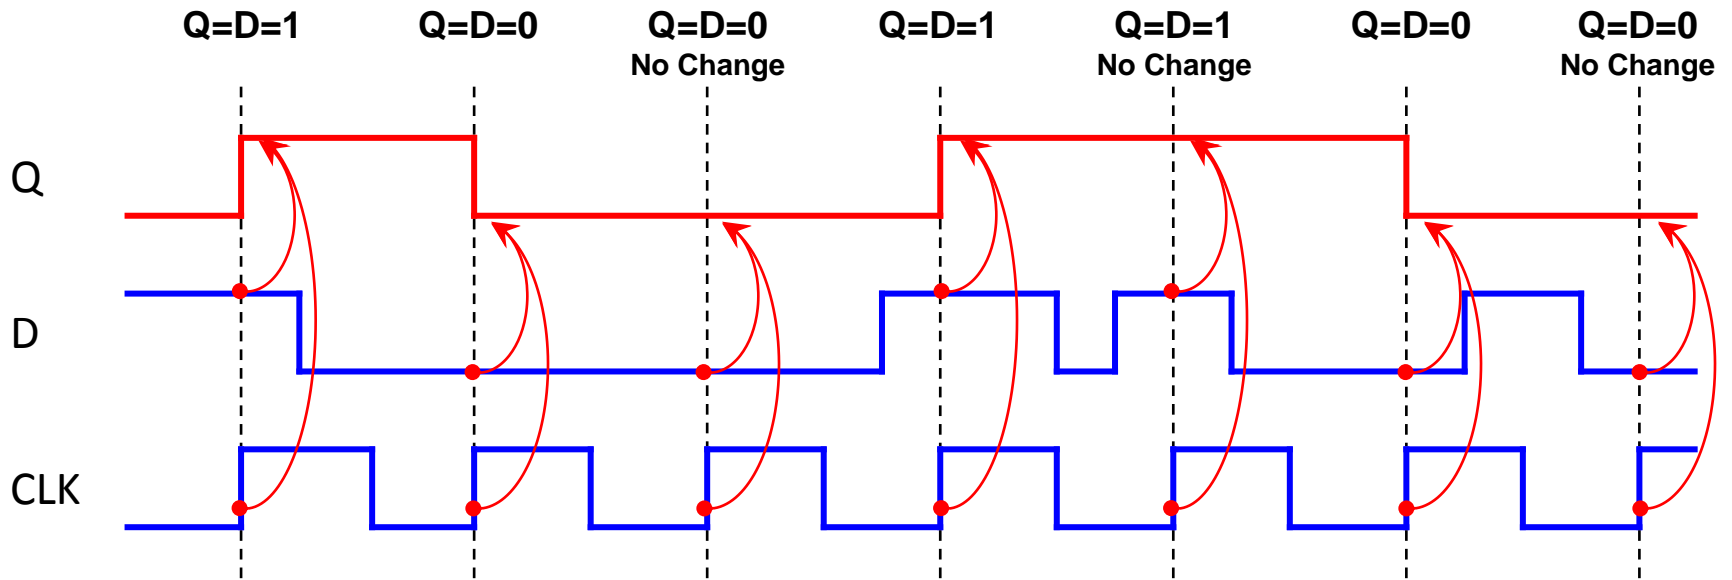 Q=D=1 Q=D=0 Q=D=0 Q=D=1 Q=D=1 Q=D=0 Q=D=0
No Change No Change No Change
Q
D
CLK